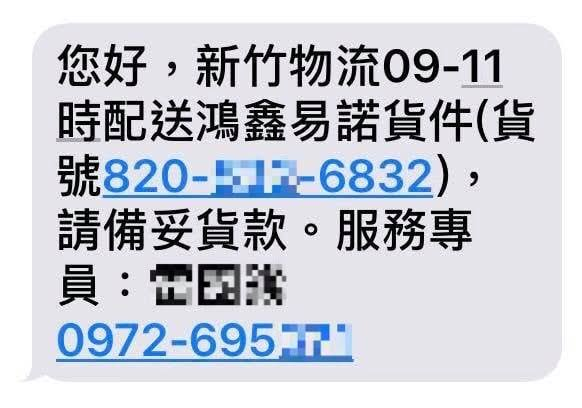 您好，新竹物流09-11
時配送鴻鑫易諾貨件(貨
號820--6832)，
請備妥貨款。服務專
員：
0972-695